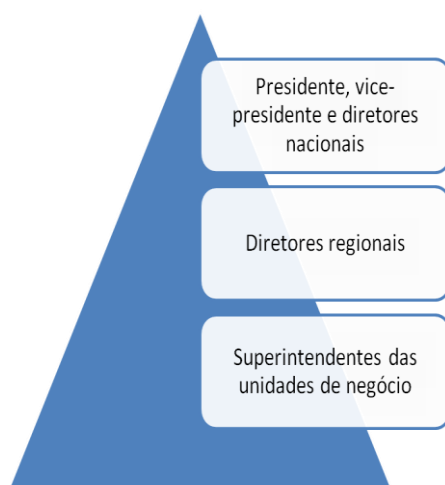 Presidente, vice-
presidente e diretores
nacionais
Diretores regionais
Superintendentes das
unidades de negócio